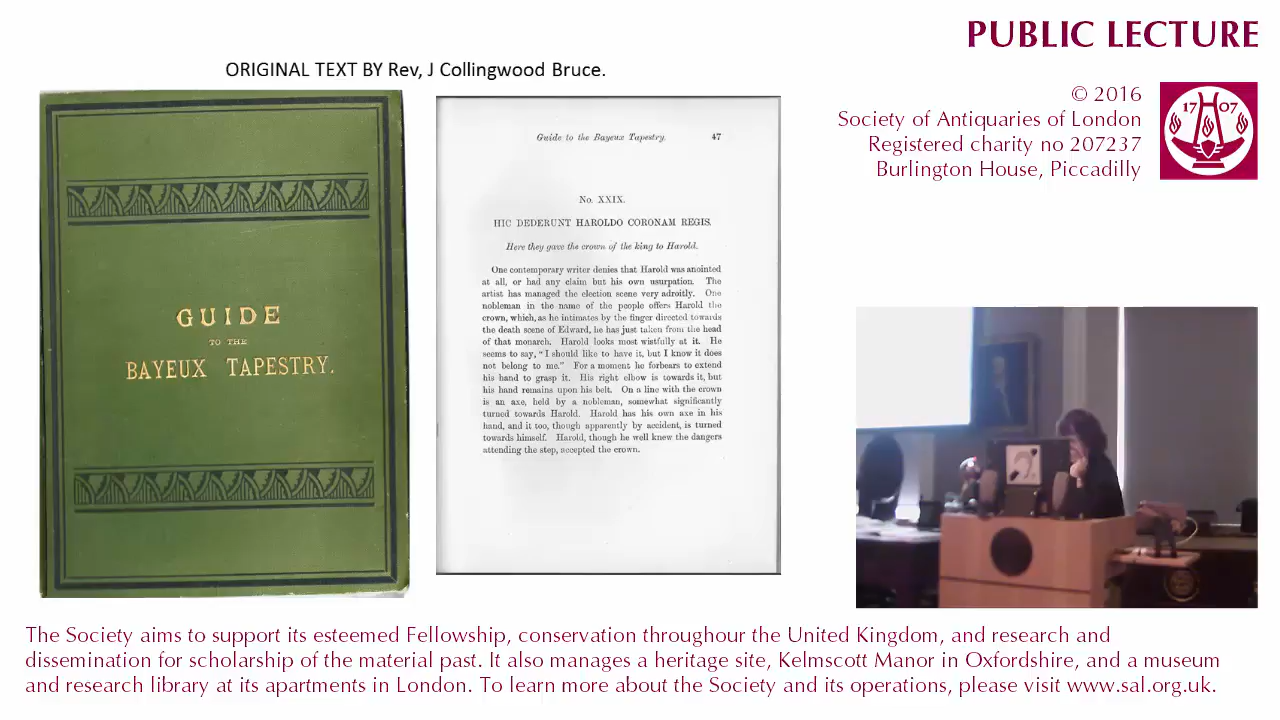 PUBLIC LECTURE
ORIGINAL TEXT BY Rev, J Collingwood Bruce.
© 2016
Society of Antiquaries of London
Registered charity no 207237
Burlington House, Piccadilly
17 07
GUIDE
TO THE
BAYEUX TAPESTRY.
Guide to the Bayeux Tapestry. 47
No. XXIX.
HIC DEDERUNT HAROLDO CORONAM REGIS.
Here they gave the crown of the king to Harold.
One contemporary writer denies that Harold was anointed
at all, or had any claim but his own usurpation. The
artist has managed the election scene very adroitly. One
nobleman in the name of the people offers Harold the
crown, which, as he intimates by the finger directed towards
the death scene of Edward, he has just taken from the head
of that monarch. Harold looks most wistfully at it. He
seems to say, "I should like to have it, but I know it does
not belong to me." For a moment he forbears to extend
his hand to grasp it. His right elbow is towards it, but
his hand remains upon his belt. On a line with the crown
is an axe, held by a nobleman, somewhat significantly
turned towards Harold. Harold has his own axe in his
hand, and it too, though apparently by accident, is turned
towards himself. Harold, though he well knew the dangers
attending the step, accepted the crown.
The Society aims to support its esteemed Fellowship, conservation throughour the United Kingdom, and research and
dissemination for scholarship of the material past. It also manages a heritage site, Kelmscott Manor in Oxfordshire, and a museum
and research library at its apartments in London. To learn more about the Society and its operations, please visit www.sal.org.uk.